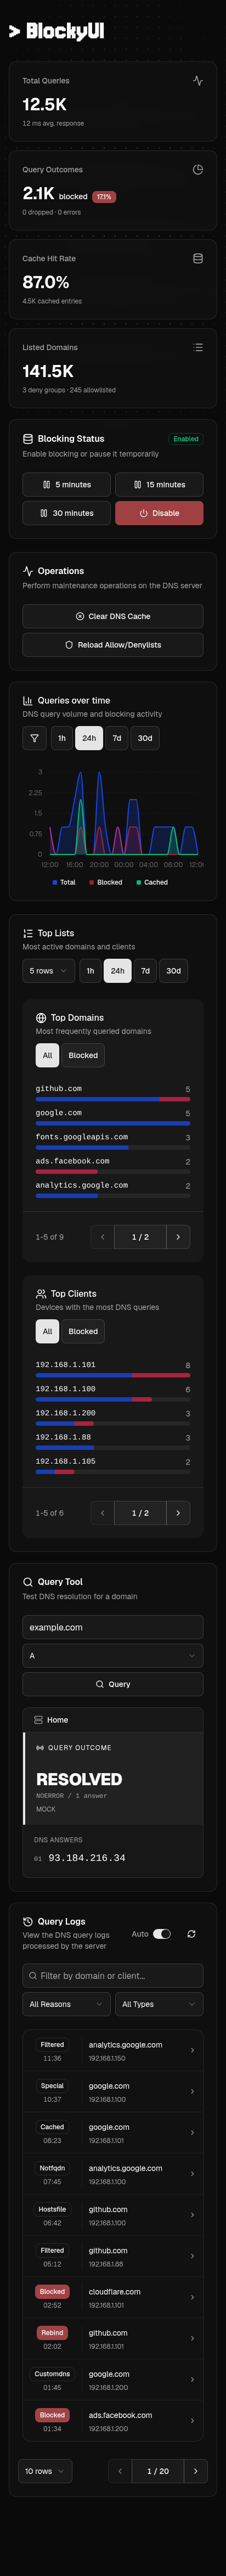 > BlockyUI
Total Queries
12.5K
12 ms avg. response
Query Outcomes
2.1K blocked 17.1%
0 dropped · 0 errors
Cache Hit Rate
87.0%
4.5K cached entries
Listed Domains
141.5K
3 deny groups · 245 allowlisted
Blocking Status Enabled
Enable blocking or pause it temporarily
5 minutes 15 minutes
30 minutes Disable
Operations
Perform maintenance operations on the DNS server
Clear DNS Cache
Reload Allow/Denylists
Queries over time
DNS query volume and blocking activity
1h 24h 7d 30d
3
2.25
1.5
0.75
0
12:00 16:00 20:00 00:00 04:00 08:00 12:0
Total Blocked Cached
Top Lists
Most active domains and clients
5 rows 1h 24h 7d 30d
Top Domains
Most frequently queried domains
All Blocked
github.com 5
google.com 5
fonts.googleapis.com 3
ads.facebook.com 2
analytics.google.com 2
1-5 of 9 1 / 2
Top Clients
Devices with the most DNS queries
All Blocked
192.168.1.101 8
192.168.1.100 6
192.168.1.200 3
192.168.1.88 3
192.168.1.105 2
1-5 of 6 1 / 2
Query Tool
Test DNS resolution for a domain
example.com
A
Query
Home
QUERY OUTCOME
RESOLVED
NOERROR / 1 answer
MOCK
DNS ANSWERS
01 93.184.216.34
Query Logs
View the DNS query logs
processed by the server
Auto
Filter by domain or client...
All Reasons All Types
Filtered analytics.google.com
11:36 192.168.1.150
Special google.com
10:37 192.168.1.100
Cached google.com
08:23 192.168.1.101
Notfqdn analytics.google.com
07:45 192.168.1.100
Hostsfile github.com
06:42 192.168.1.100
Filtered github.com
05:12 192.168.1.88
Blocked cloudflare.com
02:52 192.168.1.101
Rebind github.com
02:02 192.168.1.101
Customdns google.com
01:45 192.168.1.200
Blocked ads.facebook.com
01:34 192.168.1.200
10 rows 1 / 20